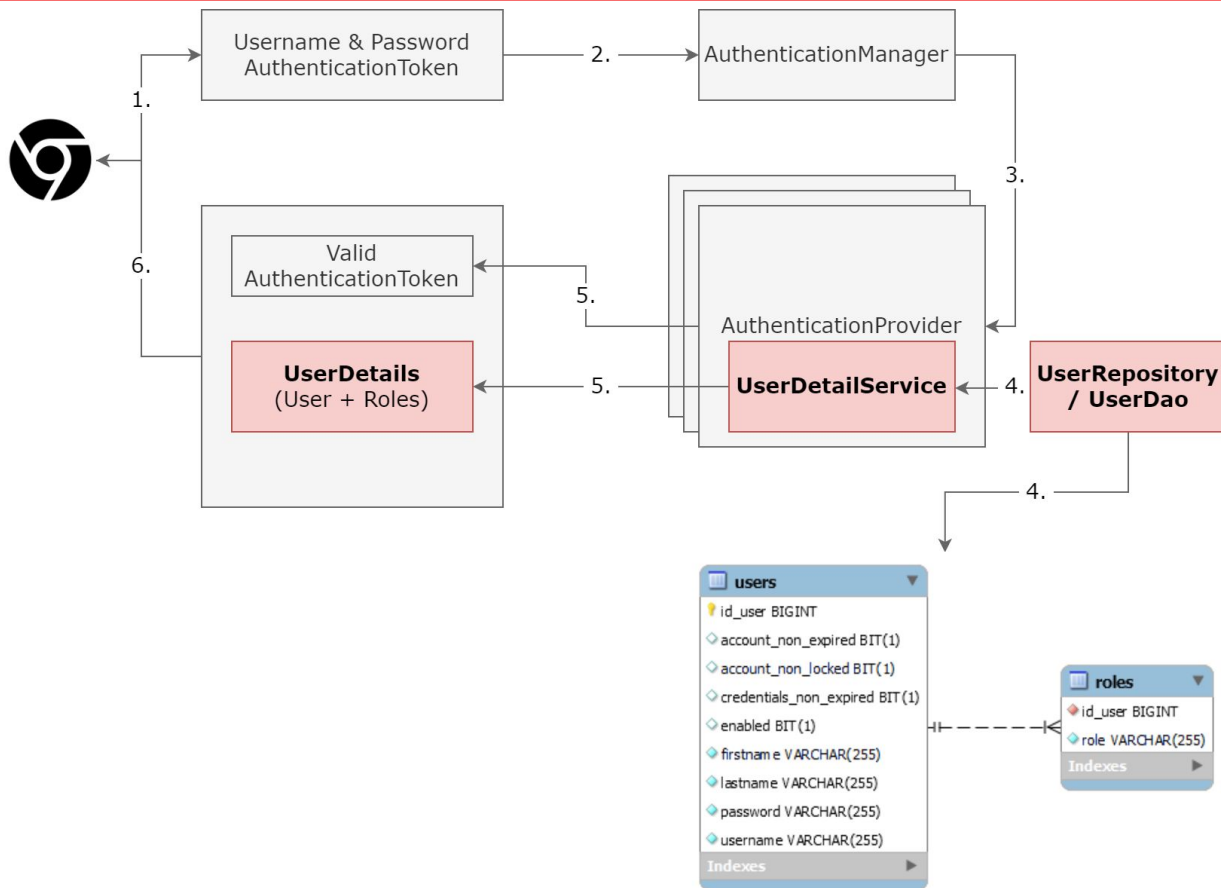 Username & Password
AuthenticationToken
2.
AuthenticationManager
1.
3.
6.
Valid
AuthenticationToken
5.
AuthenticationProvider
UserDetails
(User + Roles)
5.
UserDetailService
4.
UserRepository
/ UserDao
4.
users
id_user BIGINT
account_non_expired BIT(1)
account_non_locked BIT(1)
credentials_non_expired BIT(1)
enabled BIT(1)
firstname VARCHAR(255)
lastname VARCHAR(255)
password VARCHAR(255)
username VARCHAR(255)
Indexes
roles
id_user BIGINT
role VARCHAR(255)
Indexes